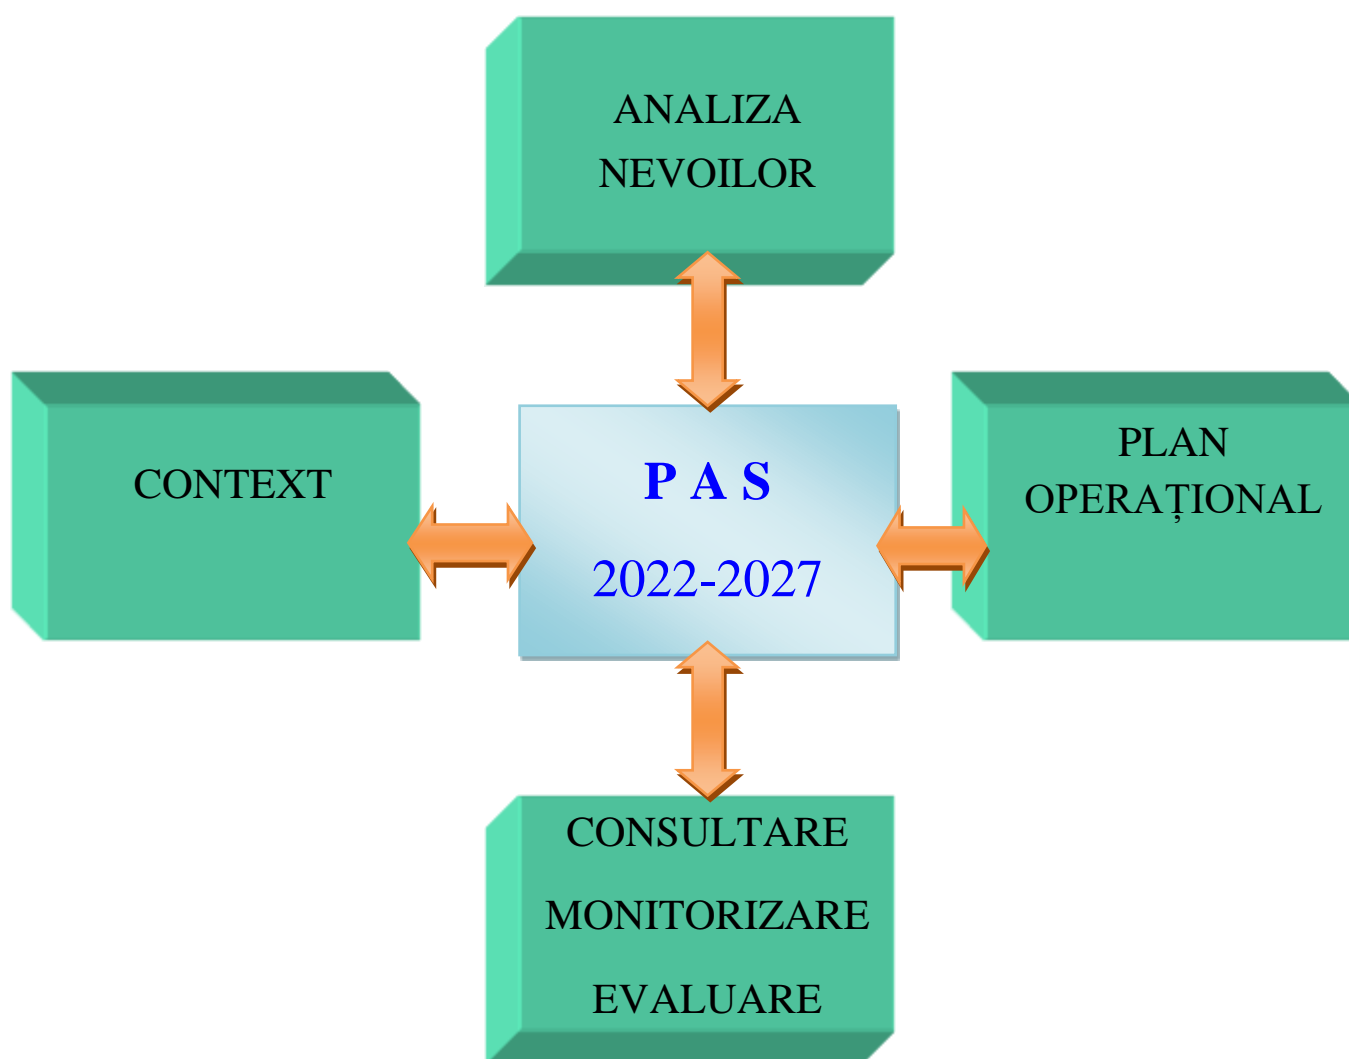 ANALIZA
NEVOILOR
CONTEXT
P A S
2022-2027
PLAN
OPERAȚIONAL
CONSULTARE
MONITORIZARE
EVALUARE